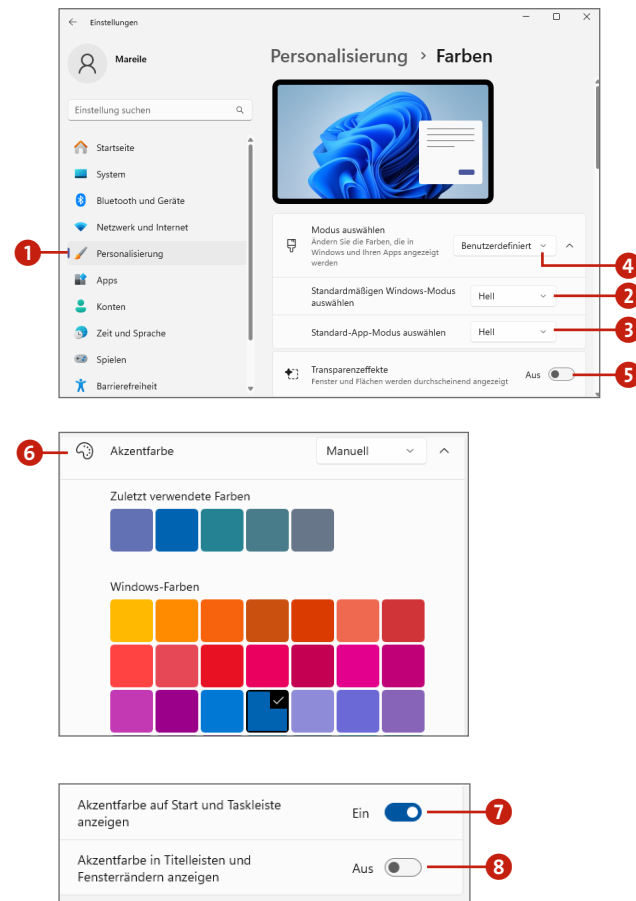 Einstellungen
Mareile
Einstellung suchen
Startseite
System
Bluetooth und Geräte
Netzwerk und Internet
1
Personalisierung
Apps
Konten
Zeit und Sprache
Spielen
Barrierefreiheit
Personalisierung › Farben
Modus auswählen
Ändern Sie die Farben, die in
Windows und Ihren Apps angezeigt
werden
Benutzerdefiniert
4
Standardmäßigen Windows-Modus
auswählen
Hell
2
Standard-App-Modus auswählen
Hell
3
Transparenzeffekte
Fenster und Flächen werden durchscheinend angezeigt
Aus
5
6
Akzentfarbe
Manuell
Zuletzt verwendete Farben
Windows-Farben
Akzentfarbe auf Start und Taskleiste
anzeigen
Ein
7
Akzentfarbe in Titelleisten und
Fensterrändern anzeigen
Aus
8